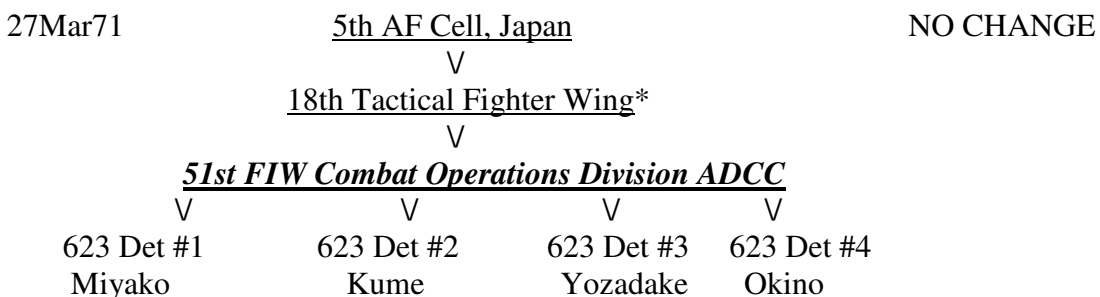 27Mar71 5th AF Cell, Japan NO CHANGE
\/
18th Tactical Fighter Wing*
\/
51st FIW Combat Operations Division ADCC
\/ \/ \/ \/
623 Det #1 623 Det #2 623 Det #3 623 Det #4
Miyako Kume Yozadake Okino